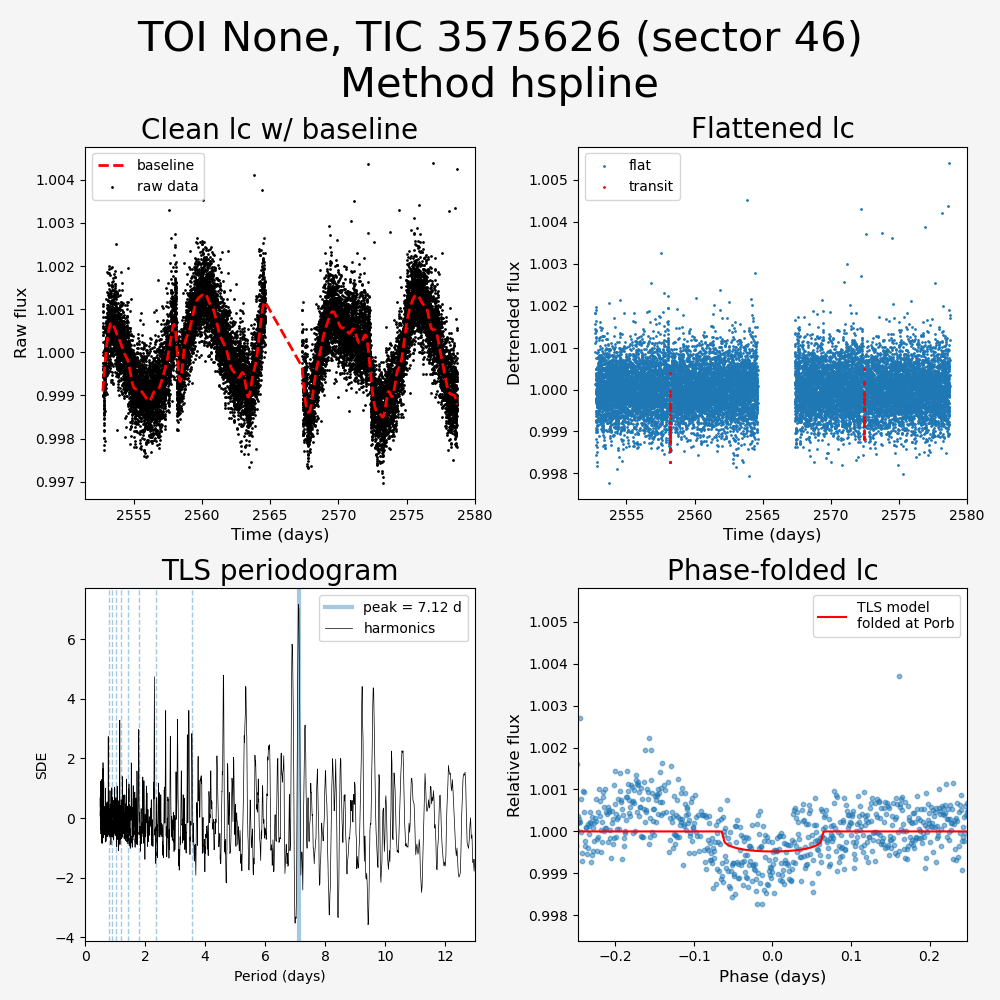 TOI None, TIC 3575626 (sector 46)
Method hspline
Clean lc w/ baseline
baseline
raw data
1.004
1.003
1.002
1.001
1.000
0.999
0.998
0.997
Raw flux
2555
2560
2565
2570
2575
2580
Time (days)
Flattened lc
flat
transit
1.005
1.004
1.003
1.002
1.001
1.000
0.999
0.998
Detrended flux
2555
2560
2565
2570
2575
2580
Time (days)
TLS periodogram
peak = 7.12 d
harmonics
6
4
2
0
−2
−4
SDE
0
2
4
6
8
10
12
Period (days)
Phase-folded lc
TLS model
folded at Porb
1.005
1.004
1.003
1.002
1.001
1.000
0.999
0.998
Relative flux
−0.2
−0.1
0.0
0.1
0.2
Phase (days)